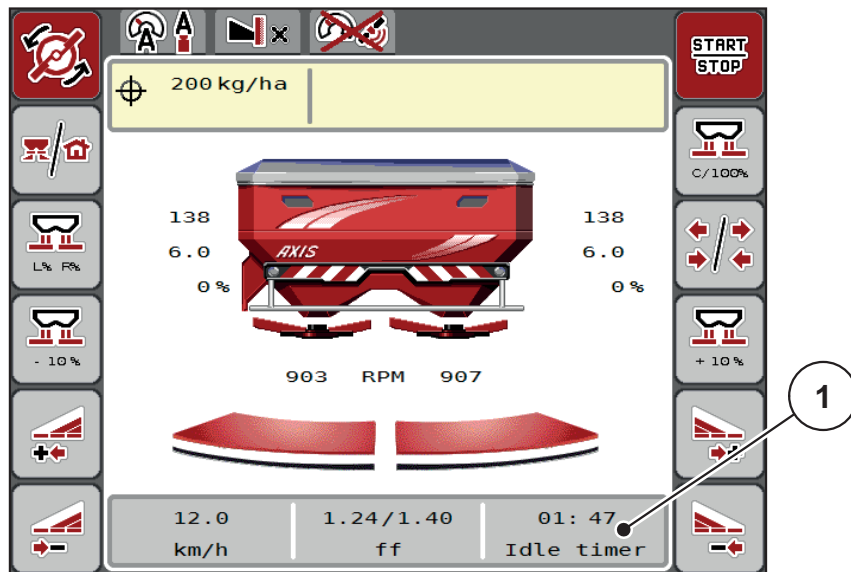 A A x
START
STOP
200 kg/ha
C/100%
138 138
6.0 AXIS 6.0
0 % 0 %
L% R%
- 10 % + 10 %
903 RPM 907
1
12.0 1.24/1.40 01: 47
km/h ff Idle timer